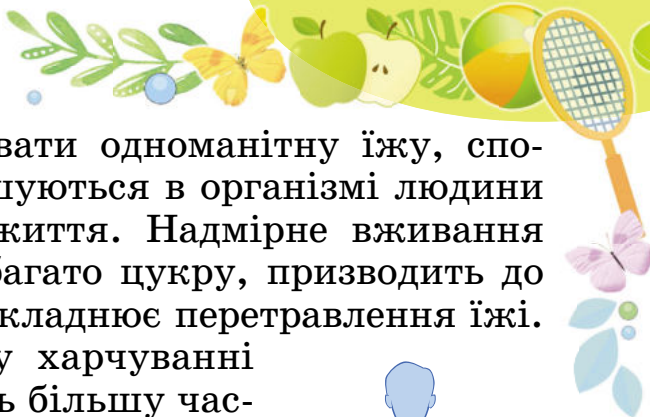 вати одноманітну їжу, спо-
шуються в організмі людини
життя. Надмірне вживання
багато цукру, призводить до
кладнює перетравлення їжі.
у харчуванні
ь більшу час-